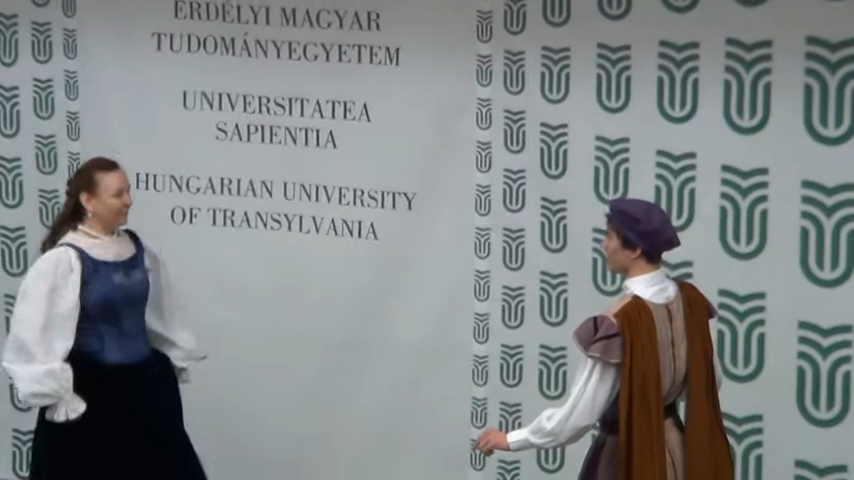 ERDÉLYI MAGYAR
TUDOMÁNYEGYETEM
UNIVERSITATEA
SAPIENTIA
HUNGARIAN UNIVERSITY
OF TRANSYLVANIA